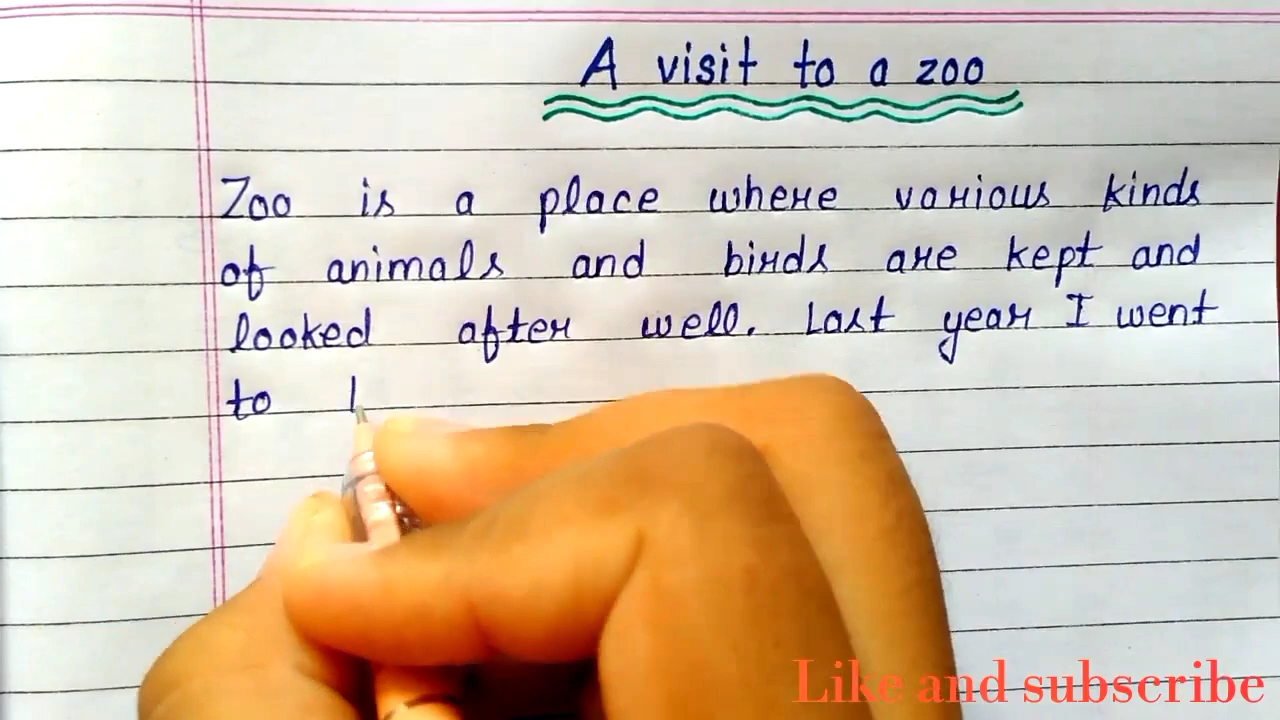 A visit to a zoo
Zoo is a place where various kinds
of animals and birds are kept and
looked after well. Last year I went
to
Like and subscribe